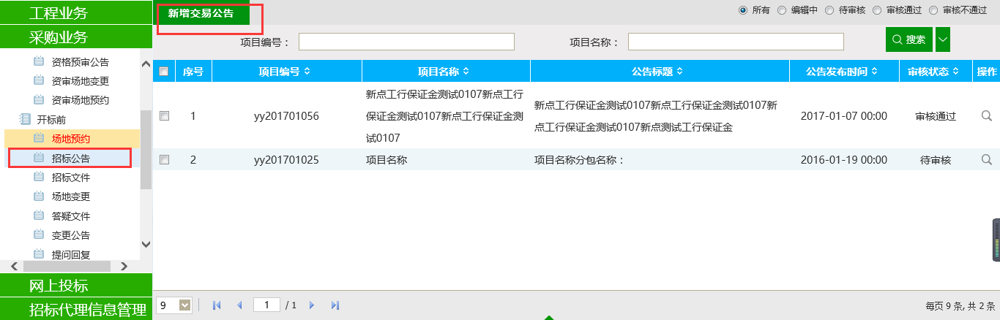 工程业务
采购业务
资格预审公告
资审场地变更
资审场地预约
开标前
场地预约
招标公告
招标文件
场地变更
答疑文件
变更公告
提问回复
网上投标
招标代理信息管理
新增交易公告
所有 编辑中 待审核 审核通过 审核不通过
项目编号： 项目名称： 搜索
序号 项目编号 项目名称 公告标题 公告发布时间 审核状态 操作
新点工行保证金测试0107新点工行
保证金测试0107新点工行保证金测
试0107
新点工行保证金测试0107新点工行保证金测试0107新
点工行保证金测试0107新点测试工行保证金
1 yy201701056 2017-01-07 00:00 审核通过
2 yy201701025 项目名称 项目名称分包名称： 2016-01-19 00:00 待审核
9 1 / 1 每页 9 条, 共 2 条